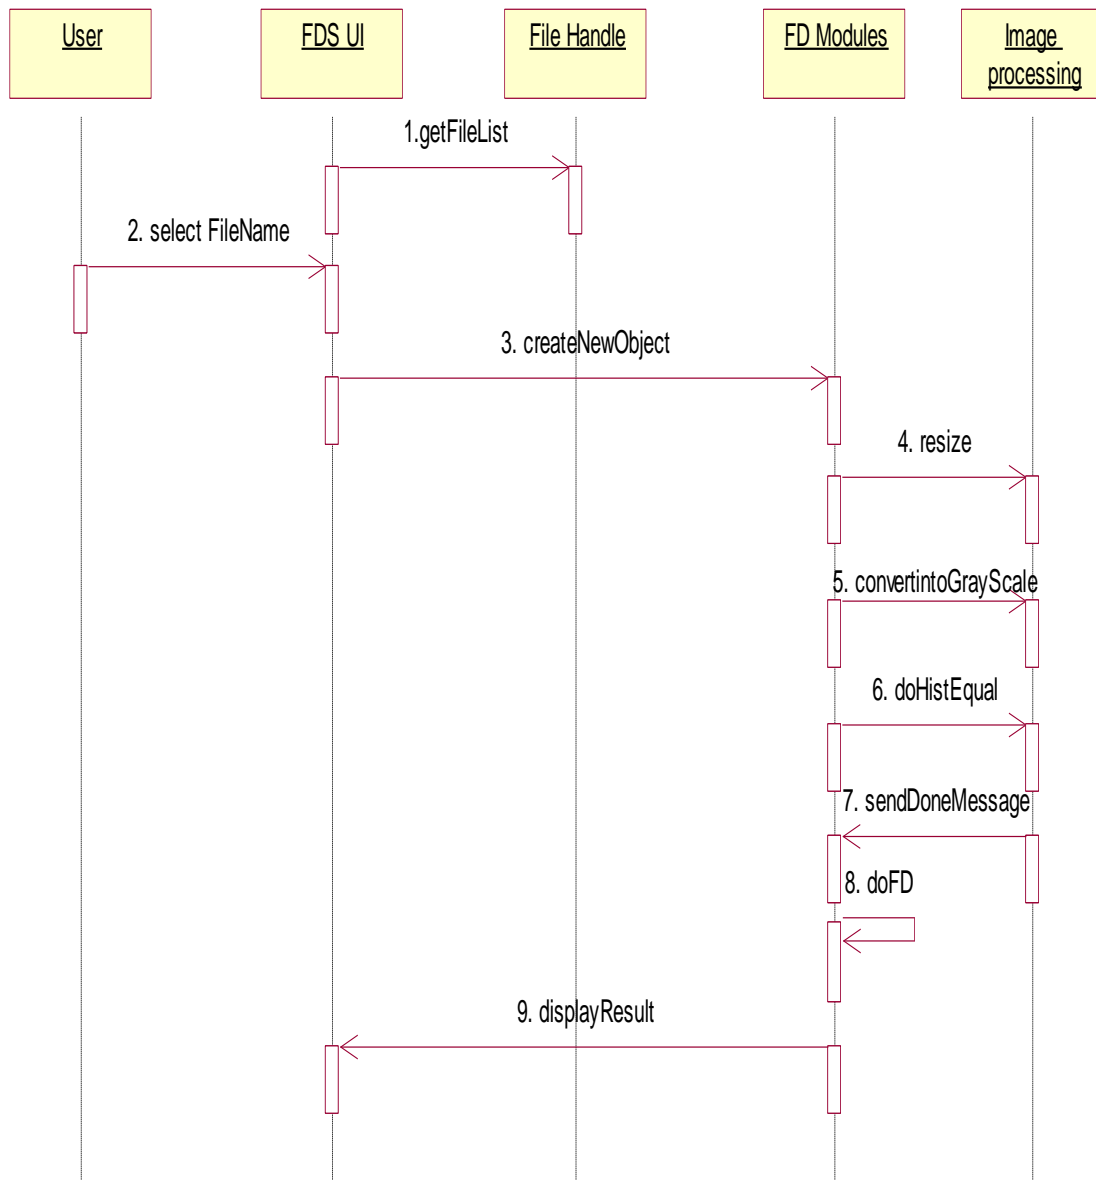 User
FDS UI
File Handle
FD Modules
Image
processing
1.getFileList
2. select FileName
3. createNewObject
4. resize
5. convertintoGrayScale
6. doHistEqual
7. sendDoneMessage
8. doFD
9. displayResult